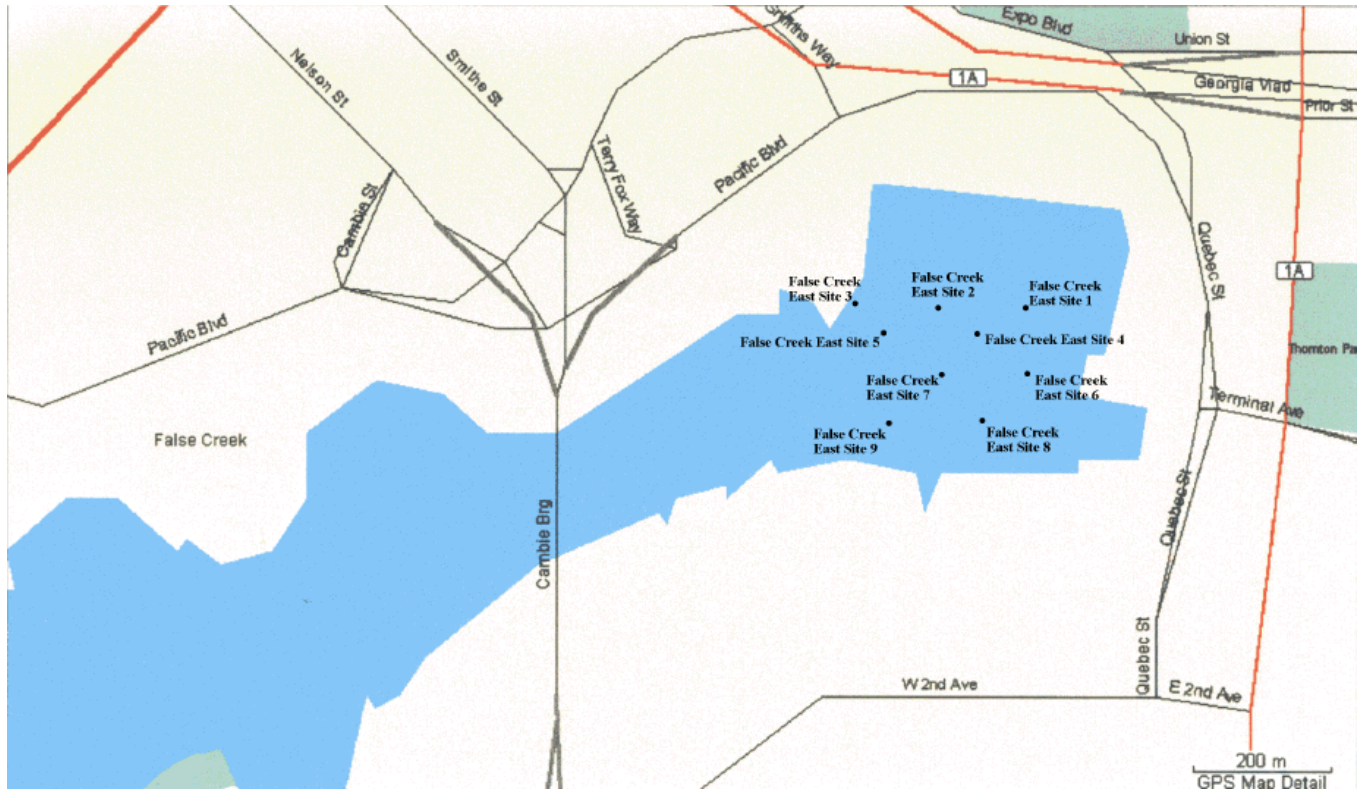 Griffiths Way
Expo Blvd
Union St
Nelson St
Smithe St
1A
Georgia Viad
Prior St
Terry Fox Way
Pacific Blvd
Cambie St
Quebec St
1A
False Creek
East Site 3
False Creek
East Site 2
False Creek
East Site 1
Pacific Blvd
False Creek East Site 5
False Creek East Site 4
Thornton Pa
False Creek
East Site 7
False Creek
East Site 6
Terminal Ave
False Creek
False Creek
East Site 9
False Creek
East Site 8
Quebec St
Cambie Brg
Quebec St
W 2nd Ave
E 2nd Ave
200 m
GPS Map Detail